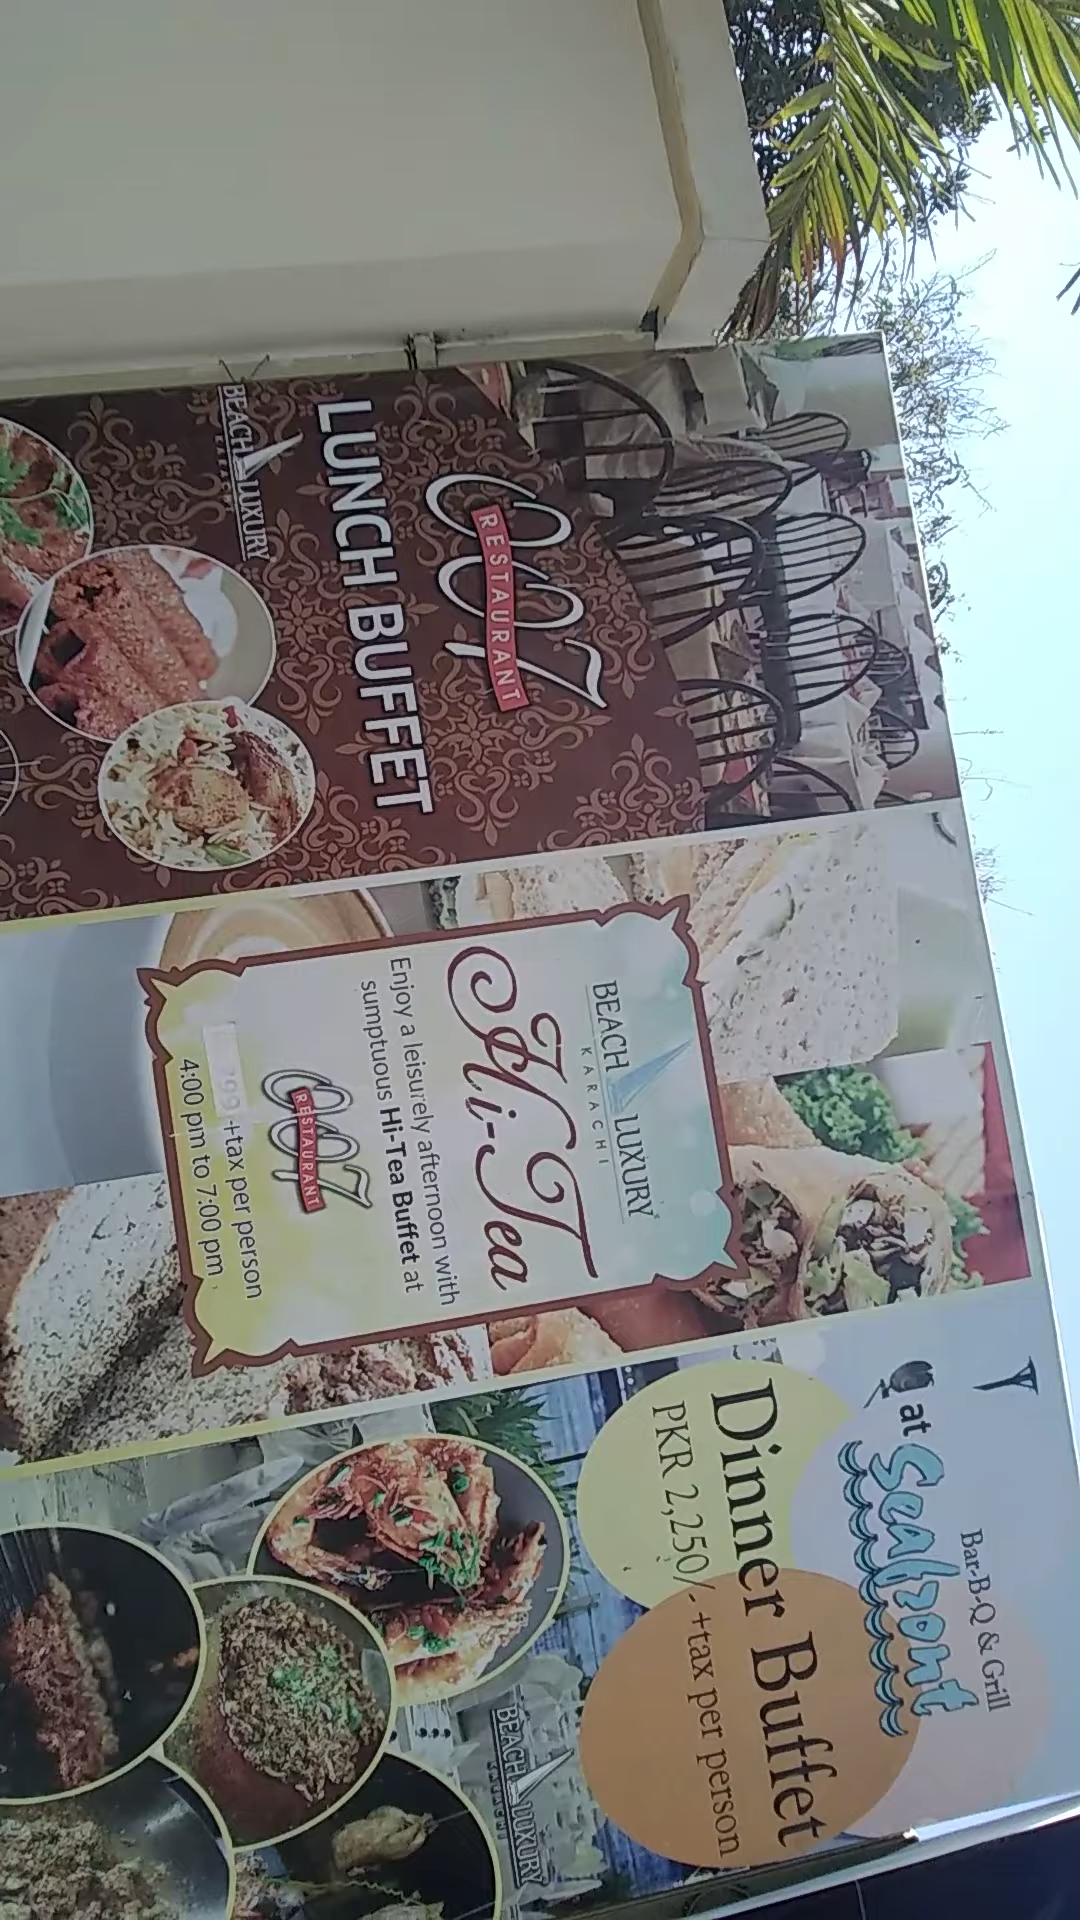 007
RESTAURANT
LUNCH BUFFET
BEACH LUXURY
BEACH LUXURY
KARACHI
Hi-Tea
Enjoy a leisurely afternoon with
sumptuous Hi-Tea Buffet at
007
RESTAURANT
+tax per person
4:00 pm to 7:00 pm
Bar-B-Q & Grill
at Seafront
Dinner Buffet
PKR 2,250/- +tax per person
BEACH LUXURY